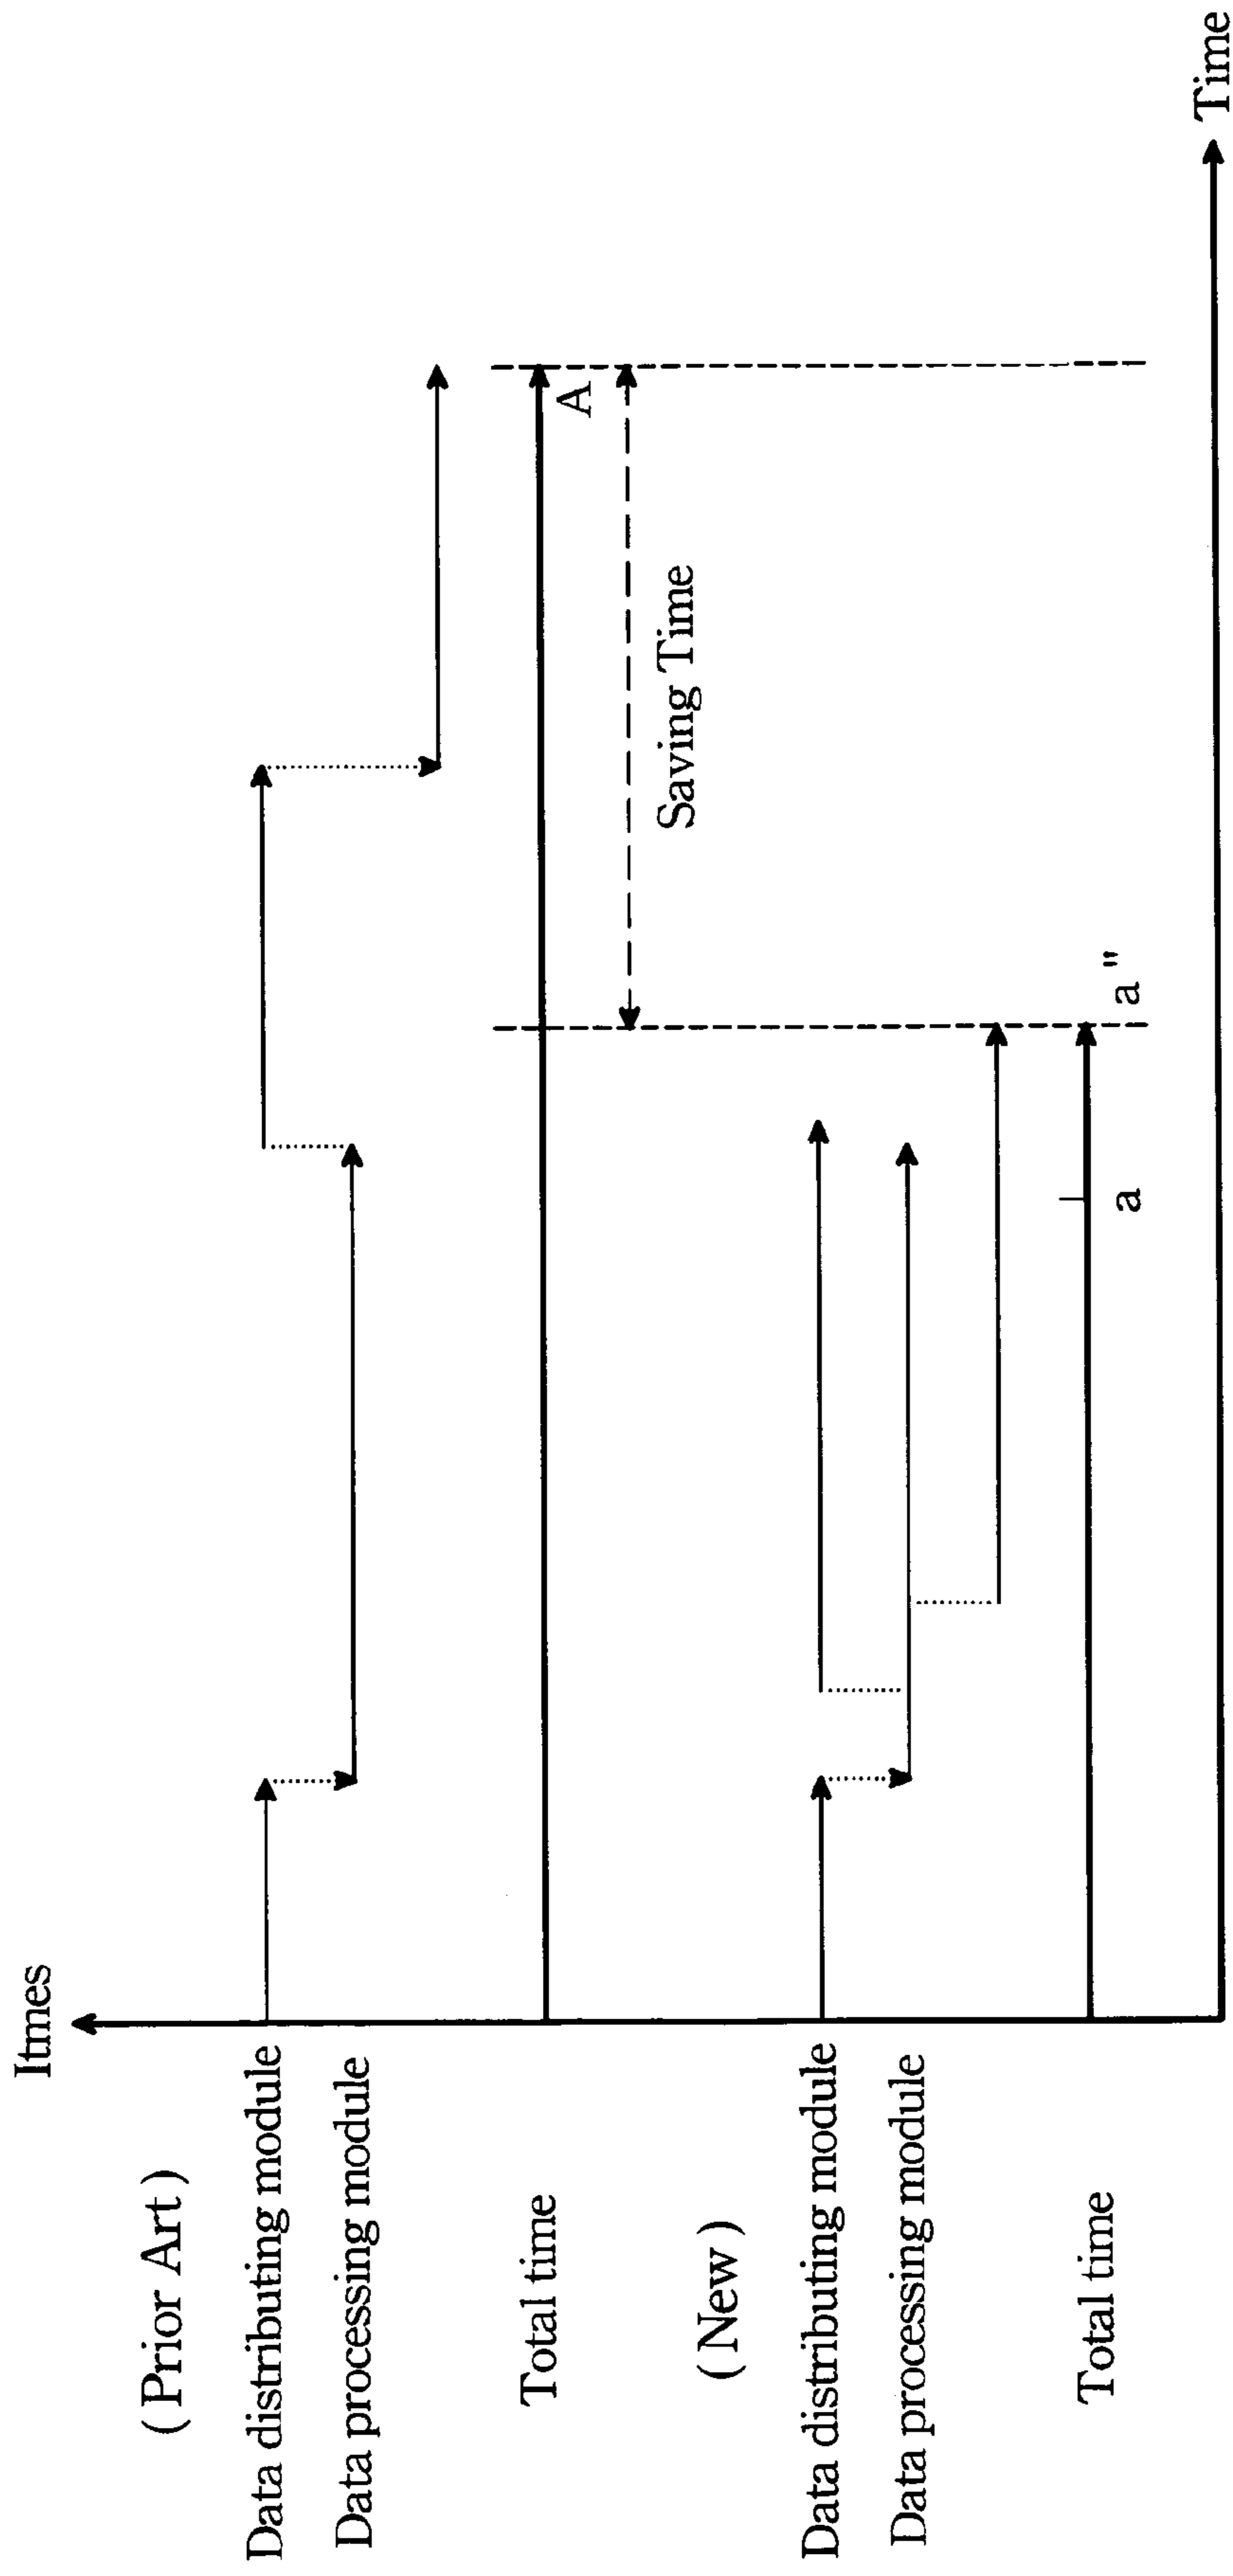 Itmes
( Prior Art )
Data distributing module
Data processing module
Total time
A
Saving Time
( New )
Data distributing module
Data processing module
Total time
a
a "
Time